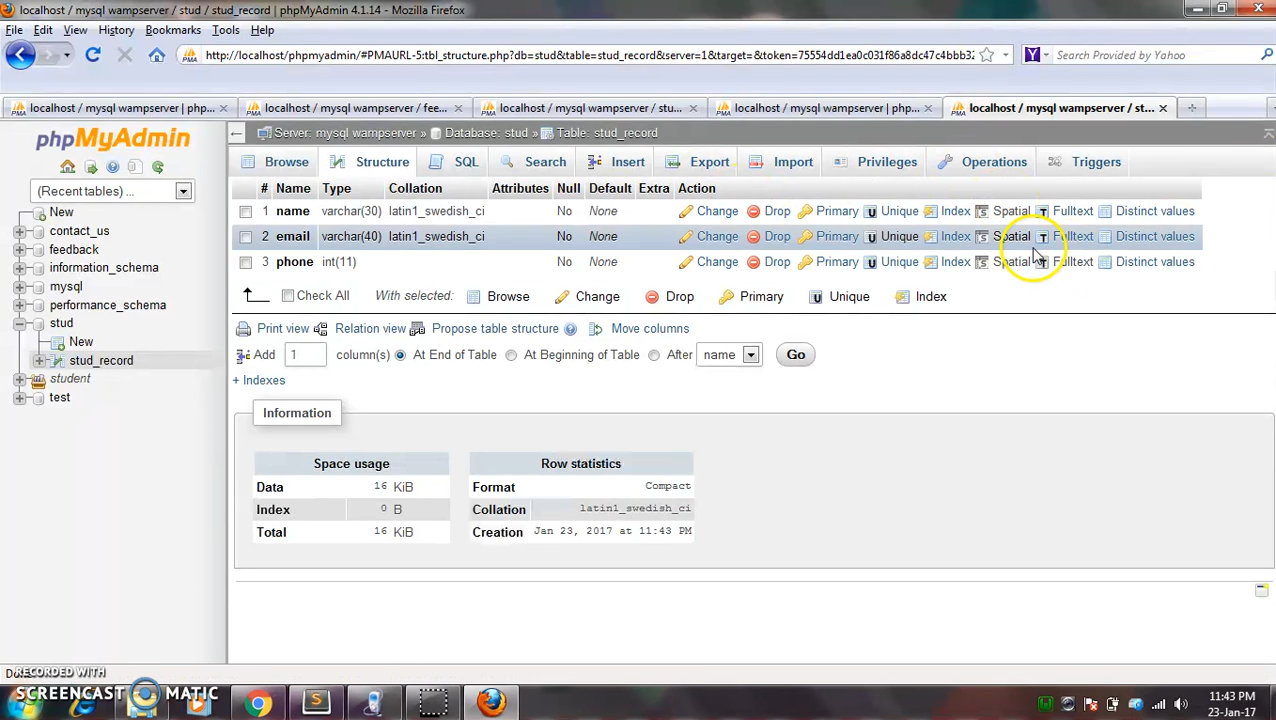 localhost / mysql wampserver / stud / stud_record | phpMyAdmin 4.1.14 - Mozilla Firefox
File Edit View History Bookmarks Tools Help
PMA http://localhost/phpmyadmin/#PMAURL-5:tbl_structure.php?db=stud&table=stud_record&server=1&target=&token=75554dd1ea0c031f86a dc47c4bbb32 Y Search Provided by Yahoo
localhost / mysql wampserver | php... localhost / mysql wampserver / fee... localhost / mysql wampserver / stu... localhost / mysql wampserver | php... localhost / mysql wampserver / st...
phpMyAdmin
Server: mysql wampserver » Database: stud » Table: stud_record
Browse Structure SQL Search Insert Export Import Privileges Operations Triggers
(Recent tables) ...
New
contact_us
feedback
information_schema
mysql
performance_schema
stud
New
stud_record
student
test
# Name Type Collation Attributes Null Default Extra Action
1 name varchar(30) latin1_swedish_ci No None Change Drop Primary Unique Index Spatial Fulltext Distinct values
2 email varchar(40) latin1_swedish_ci No None Change Drop Primary Unique Index Spatial Fulltext Distinct values
3 phone int(11) No None Change Drop Primary Unique Index Spatial Fulltext Distinct values
Check All With selected: Browse Change Drop Primary Unique Index
Print view Relation view Propose table structure Move columns
Add 1 column(s) At End of Table At Beginning of Table After name Go
+ Indexes
Information
Space usage
Data 16 KiB
Index 0 B
Total 16 KiB
Row statistics
Format Compact
Collation latin1_swedish_ci
Creation Jan 23, 2017 at 11:43 PM
RECORDED WITH
SCREENCAST MATIC
11:43 PM
23-Jan-17